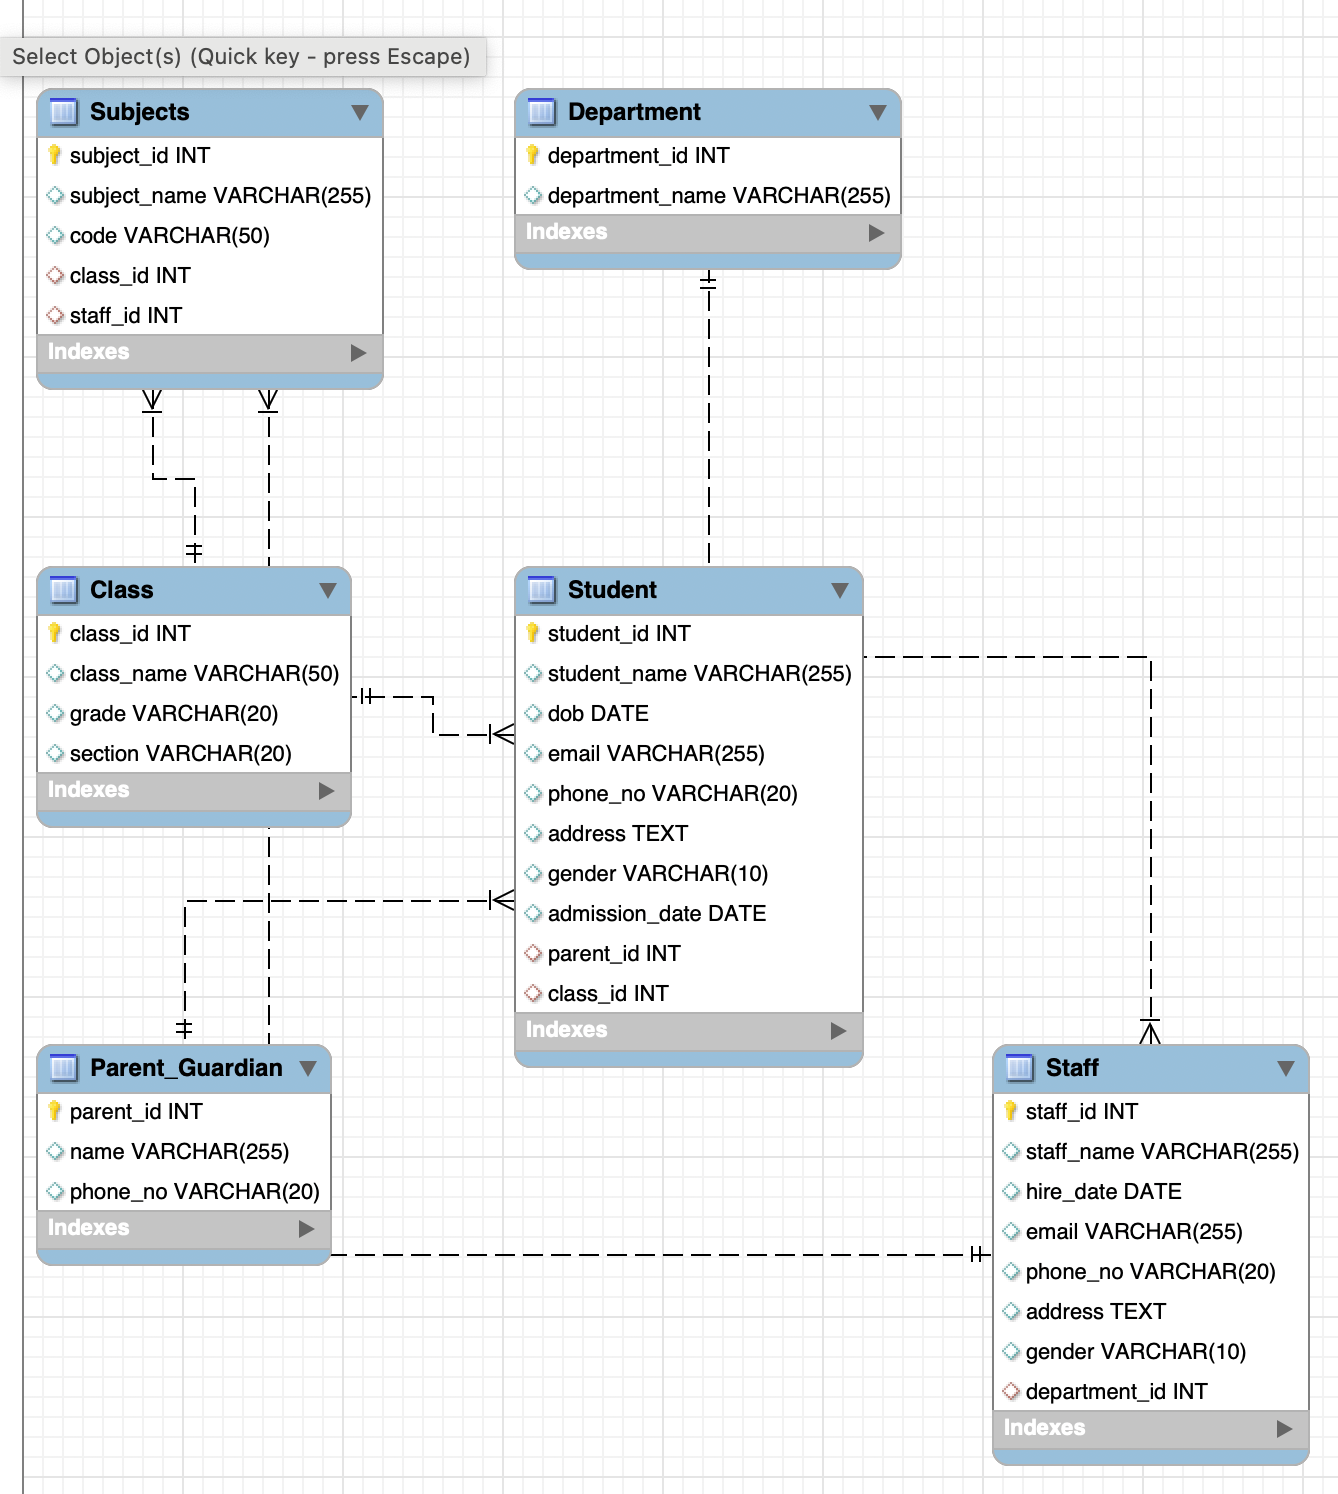 Select Object(s) (Quick key - press Escape)
Subjects
subject_id INT
subject_name VARCHAR(255)
code VARCHAR(50)
class_id INT
staff_id INT
Indexes
Department
department_id INT
department_name VARCHAR(255)
Indexes
Class
class_id INT
class_name VARCHAR(50)
grade VARCHAR(20)
section VARCHAR(20)
Indexes
Student
student_id INT
student_name VARCHAR(255)
dob DATE
email VARCHAR(255)
phone_no VARCHAR(20)
address TEXT
gender VARCHAR(10)
admission_date DATE
parent_id INT
class_id INT
Indexes
Parent_Guardian
parent_id INT
name VARCHAR(255)
phone_no VARCHAR(20)
Indexes
Staff
staff_id INT
staff_name VARCHAR(255)
hire_date DATE
email VARCHAR(255)
phone_no VARCHAR(20)
address TEXT
gender VARCHAR(10)
department_id INT
Indexes